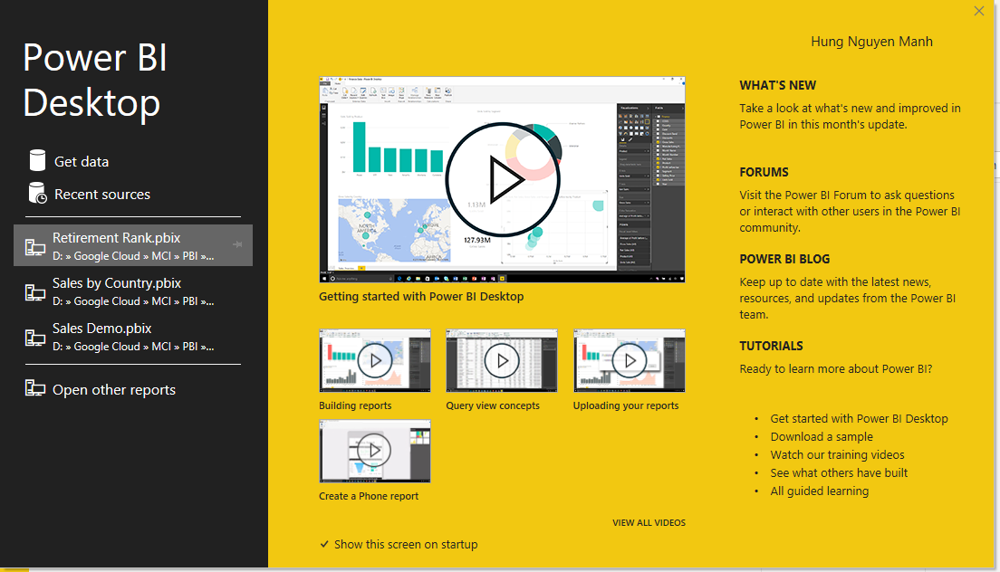 Power BI
Desktop
Get data
Recent sources
Retirement Rank.pbix
D: » Google Cloud » MCI » PBI »...
Sales by Country.pbix
D: » Google Cloud » MCI » PBI »...
Sales Demo.pbix
D: » Google Cloud » MCI » PBI »...
Open other reports
NORTH
AMERICA
1.13M
127.93M
Getting started with Power BI Desktop
Building reports
Query view concepts
Uploading your reports
Create a Phone report
VIEW ALL VIDEOS
Show this screen on startup
Hung Nguyen Manh
WHAT'S NEW
Take a look at what's new and improved in
Power BI in this month's update.
FORUMS
Visit the Power BI Forum to ask questions
or interact with other users in the Power BI
community.
POWER BI BLOG
Keep up to date with the latest news,
resources, and updates from the Power BI
team.
TUTORIALS
Ready to learn more about Power BI?
• Get started with Power BI Desktop
• Download a sample
• Watch our training videos
• See what others have built
• All guided learning